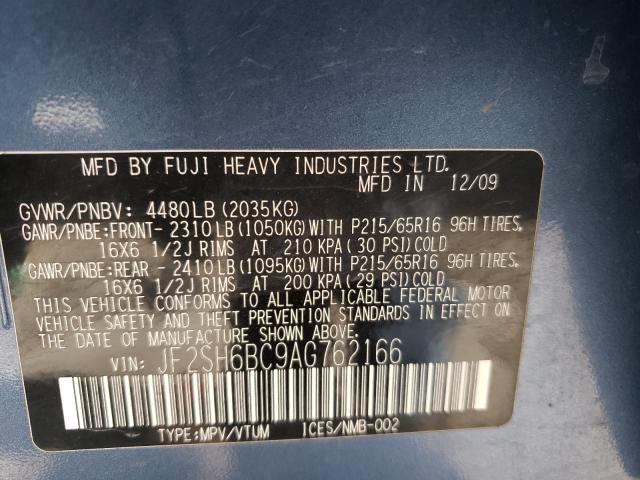 MFD BY FUJI HEAVY INDUSTRIES LTD.
MFD IN 12/09
GVWR/PNBV: 4480LB(2035KG)
GAWR/PNBE:FRONT- 2310LB(1050KG)WITH P215/65R16 96H TIRES,
16X6 1/2J RIMS AT 210 KPA(30 PSI)COLD
GAWR/PNBE:REAR - 2410LB(1095KG)WITH P215/65R16 96H TIRES,
16X6 1/2J RIMS AT 200 KPA(29 PSI)COLD
THIS VEHICLE CONFORMS TO ALL APPLICABLE FEDERAL MOTOR
VEHICLE SAFETY AND THEFT PREVENTION STANDARDS IN EFFECT ON
THE DATE OF MANUFACTURE SHOWN ABOVE.
VIN: JF2SH6BC9AG762166
TYPE:MPV/VTUM ICES/NMB-002